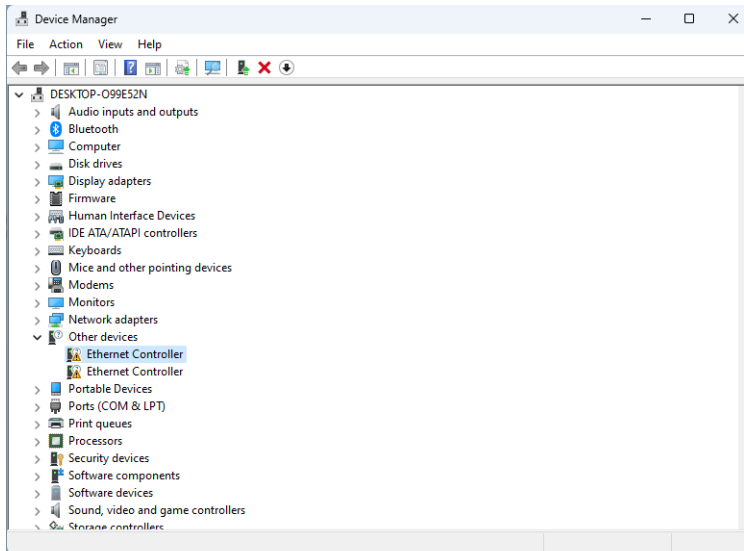 Device Manager
File Action View Help
DESKTOP-O99E52N
Audio inputs and outputs
Bluetooth
Computer
Disk drives
Display adapters
Firmware
Human Interface Devices
IDE ATA/ATAPI controllers
Keyboards
Mice and other pointing devices
Modems
Monitors
Network adapters
Other devices
Ethernet Controller
Ethernet Controller
Portable Devices
Ports (COM & LPT)
Print queues
Processors
Security devices
Software components
Software devices
Sound, video and game controllers
Storage controllers